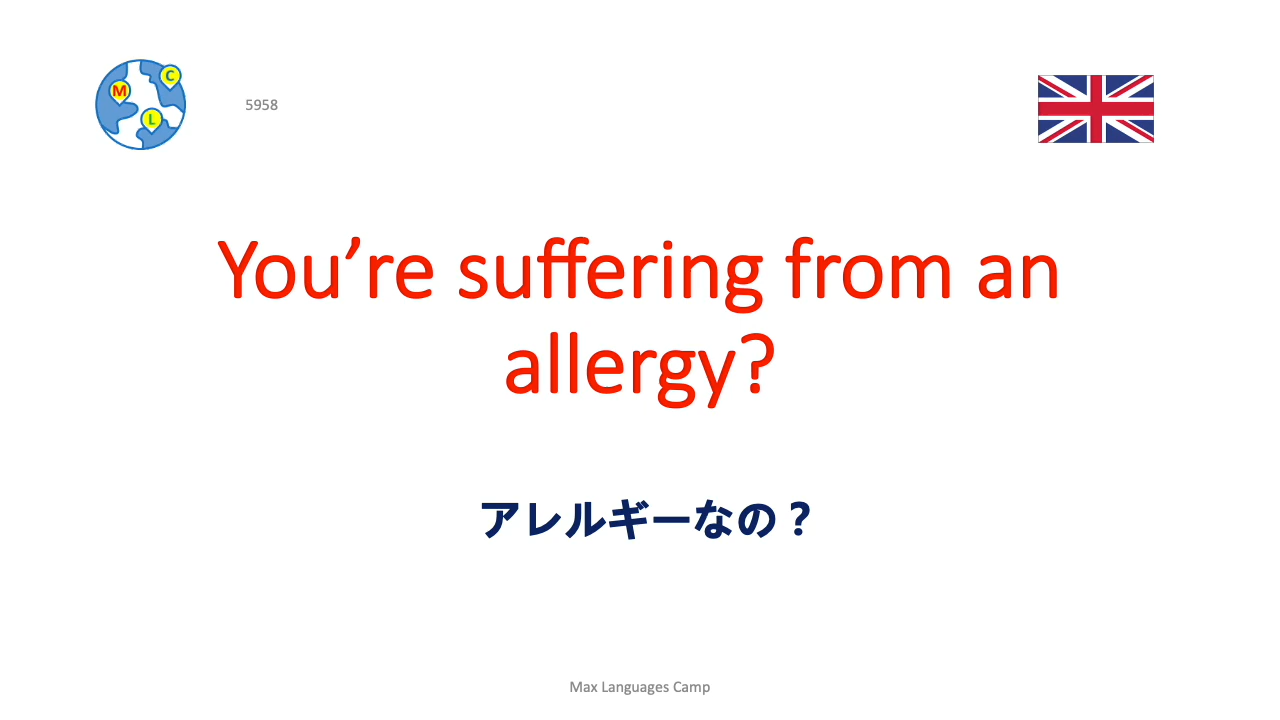 M
C
L
5958
You’re suffering from an
allergy?
アレルギーなの？
Max Languages Camp